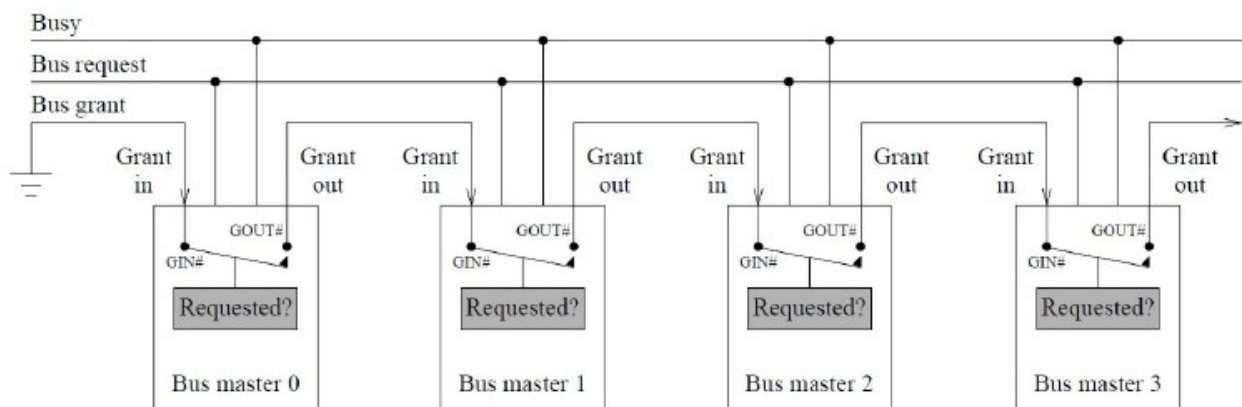 Busy
Bus request
Bus grant
Grant in
Grant out
Grant in
Grant out
Grant in
Grant out
Grant in
Grant out
GOUT#
GIN#
GOUT#
GIN#
GOUT#
GIN#
GOUT#
GIN#
Requested?
Requested?
Requested?
Requested?
Bus master 0
Bus master 1
Bus master 2
Bus master 3